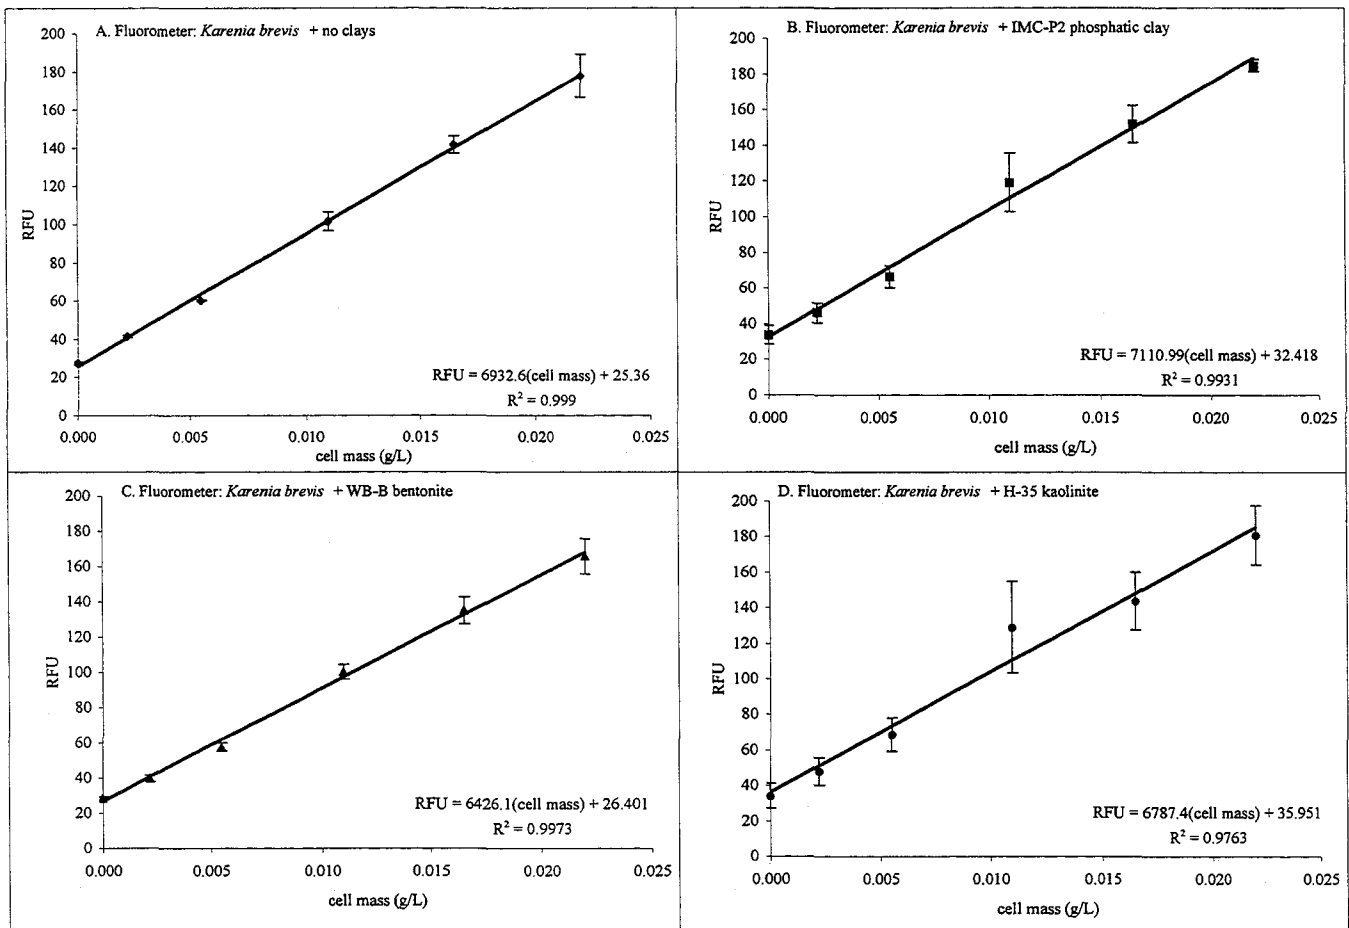 A. Fluorometer: Karenia brevis + no clays
200
180
160
140
120
100
80
60
40
20
0
RFU
RFU = 6932.6(cell mass) + 25.36
R² = 0.999
0.000 0.005 0.010 0.015 0.020 0.025
cell mass (g/L)
B. Fluorometer: Karenia brevis + IMC-P2 phosphatic clay
200
180
160
140
120
100
80
60
40
20
0
RFU
RFU = 7110.99(cell mass) + 32.418
R² = 0.9931
0.000 0.005 0.010 0.015 0.020 0.025
cell mass (g/L)
C. Fluorometer: Karenia brevis + WB-B bentonite
200
180
160
140
120
100
80
60
40
20
0
RFU
RFU = 6426.1(cell mass) + 26.401
R² = 0.9973
0.000 0.005 0.010 0.015 0.020 0.025
cell mass (g/L)
D. Fluorometer: Karenia brevis + H-35 kaolinite
200
180
160
140
120
100
80
60
40
20
0
RFU
RFU = 6787.4(cell mass) + 35.951
R² = 0.9763
0.000 0.005 0.010 0.015 0.020 0.025
cell mass (g/L)